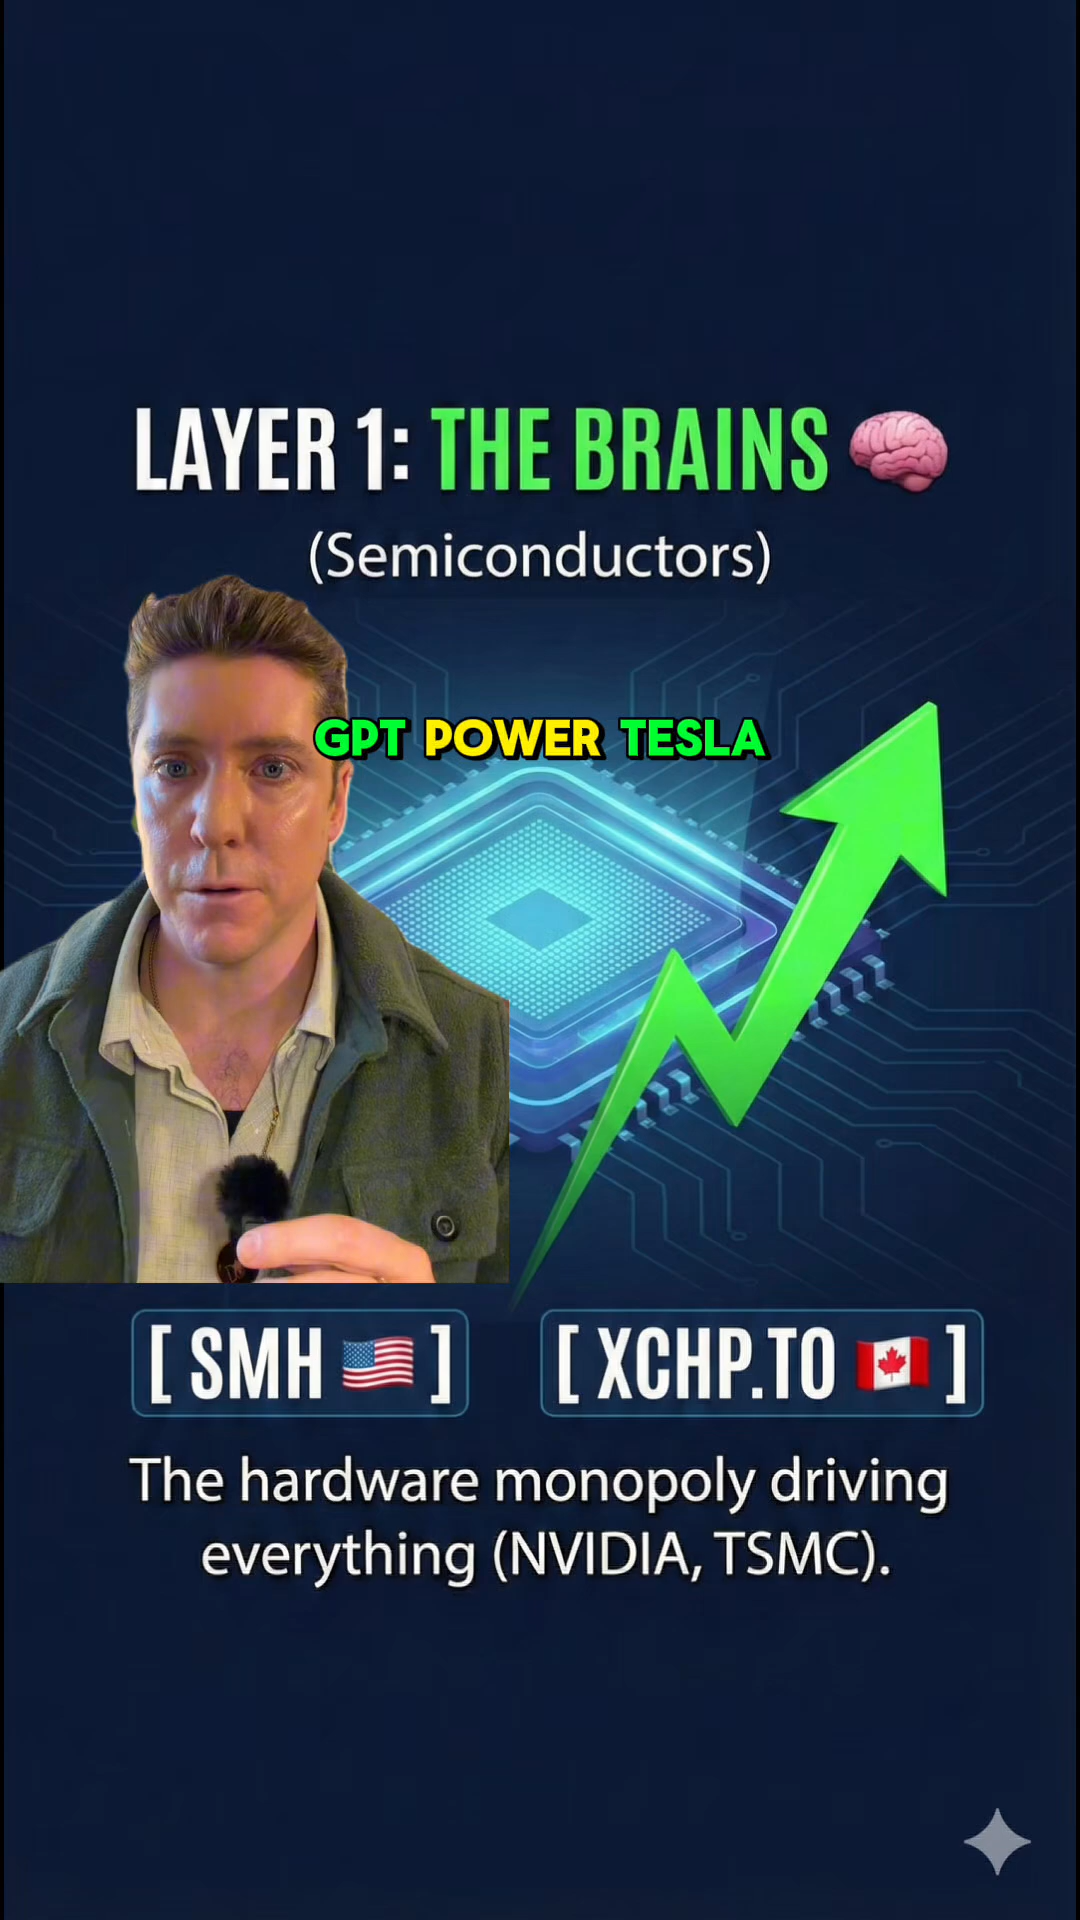 LAYER 1: THE BRAINS 🧠
(Semiconductors)
GPT POWER TESLA
[ SMH 🇺🇸 ] [ XCHP.TO 🇨🇦 ]
The hardware monopoly driving
everything (NVIDIA, TSMC).